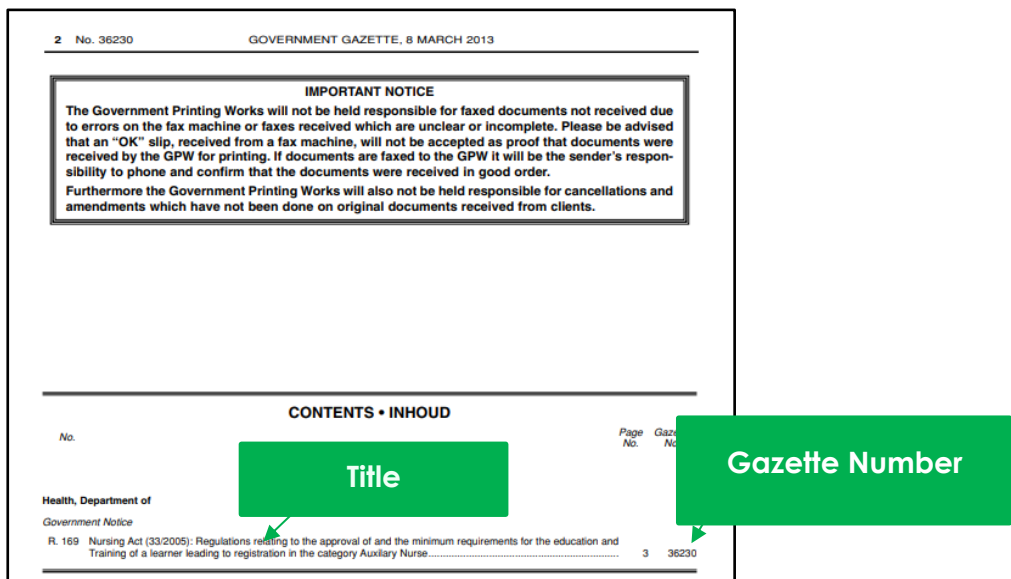 2 No. 36230 GOVERNMENT GAZETTE, 8 MARCH 2013
IMPORTANT NOTICE
The Government Printing Works will not be held responsible for faxed documents not received due
to errors on the fax machine or faxes received which are unclear or incomplete. Please be advised
that an “OK” slip, received from a fax machine, will not be accepted as proof that documents were
received by the GPW for printing. If documents are faxed to the GPW it will be the sender’s respon-
sibility to phone and confirm that the documents were received in good order.
Furthermore the Government Printing Works will also not be held responsible for cancellations and
amendments which have not been done on original documents received from clients.
CONTENTS • INHOUD
No.
Page
No.
Title
Gazette Number
Health, Department of
Government Notice
R. 169 Nursing Act (33/2005): Regulations relating to the approval of and the minimum requirements for the education and
Training of a learner leading to registration in the category Auxilary Nurse.......... 3 36230